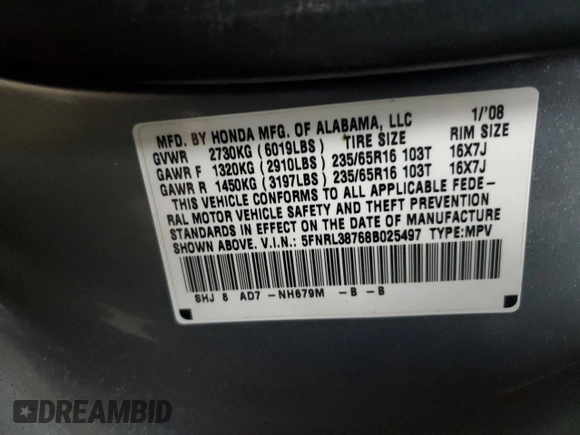 MFD. BY HONDA MFG. OF ALABAMA, LLC 1/'08
GVWR 2730KG (6019LBS) TIRE SIZE RIM SIZE
GAWR F 1320KG (2910LBS) 235/65R16 103T 16X7J
GAWR R 1450KG (3197LBS) 235/65R16 103T 16X7J
-THIS VEHICLE CONFORMS TO ALL APPLICABLE FEDE-
RAL MOTOR VEHICLE SAFETY AND THEFT PREVENTION
STANDARDS IN EFFECT ON THE DATE OF MANUFACTURE
SHOWN ABOVE. V.I.N.: 5FNRL38768B025497 TYPE:MPV
SHJ 8 AD7 -NH679M -B -B
DREAMBID